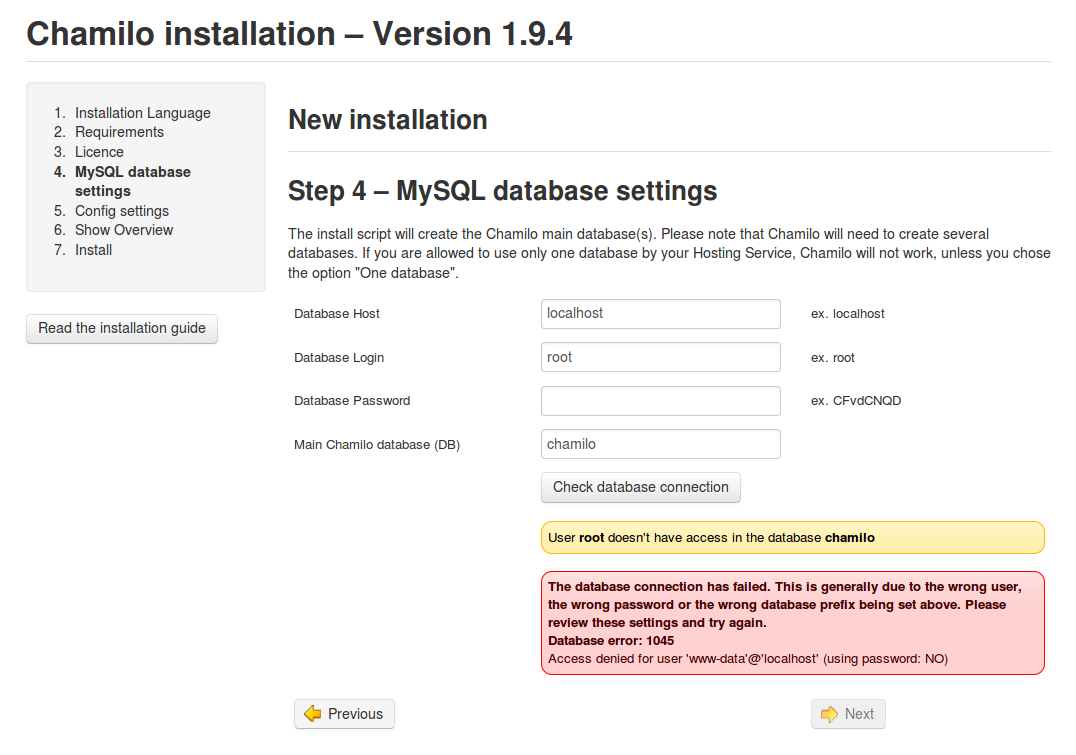 Chamilo installation – Version 1.9.4
1. Installation Language
2. Requirements
3. Licence
4. MySQL database
settings
5. Config settings
6. Show Overview
7. Install
Read the installation guide
New installation
Step 4 – MySQL database settings
The install script will create the Chamilo main database(s). Please note that Chamilo will need to create several
databases. If you are allowed to use only one database by your Hosting Service, Chamilo will not work, unless you chose
the option "One database".
Database Host localhost ex. localhost
Database Login root ex. root
Database Password ex. CFvdCNQD
Main Chamilo database (DB) chamilo
Check database connection
User root doesn't have access in the database chamilo
The database connection has failed. This is generally due to the wrong user,
the wrong password or the wrong database prefix being set above. Please
review these settings and try again.
Database error: 1045
Access denied for user 'www-data'@'localhost' (using password: NO)
Previous Next